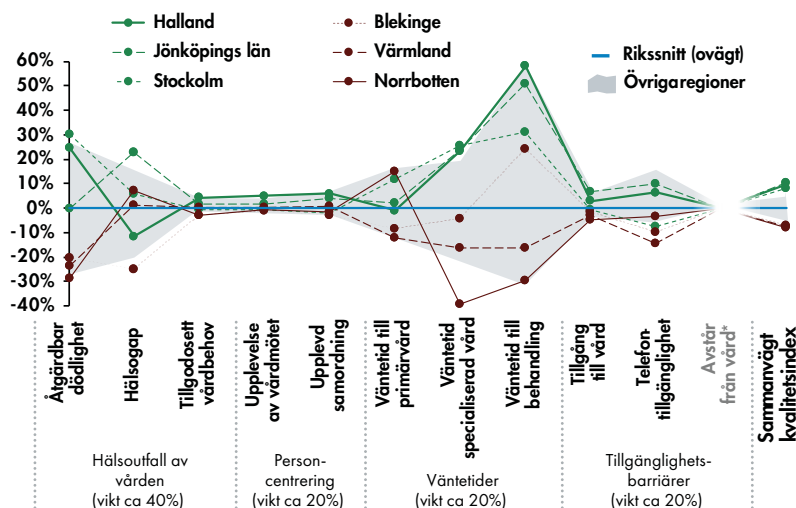 Halland
Jönköpings län
Stockolm
Blekinge
Värmland
Norrbotten
Rikssnitt (ovägt)
Övriga regioner
60%
50%
40%
30%
20%
10%
0%
-10%
-20%
-30%
-40%
Åtgärdbar
dödlighet
Hälsogap
Tillgodosett
vårdbehov
Upplevelse
av vårdmötet
Upplevd
samordning
Väntetid till
primärvård
Väntetid
specialiserad vård
Väntetid till
behandling
Tillgång
till vård
Telefon-
tillgänglighet
Avstår
från vård*
Sammanvägt
kvalitetsindex
Hälsoutfall av
vården
(vikt ca 40%)
Person-
centrering
(vikt ca 20%)
Väntetider
(vikt ca 20%)
Tillgänglighets-
barriärer
(vikt ca 20%)